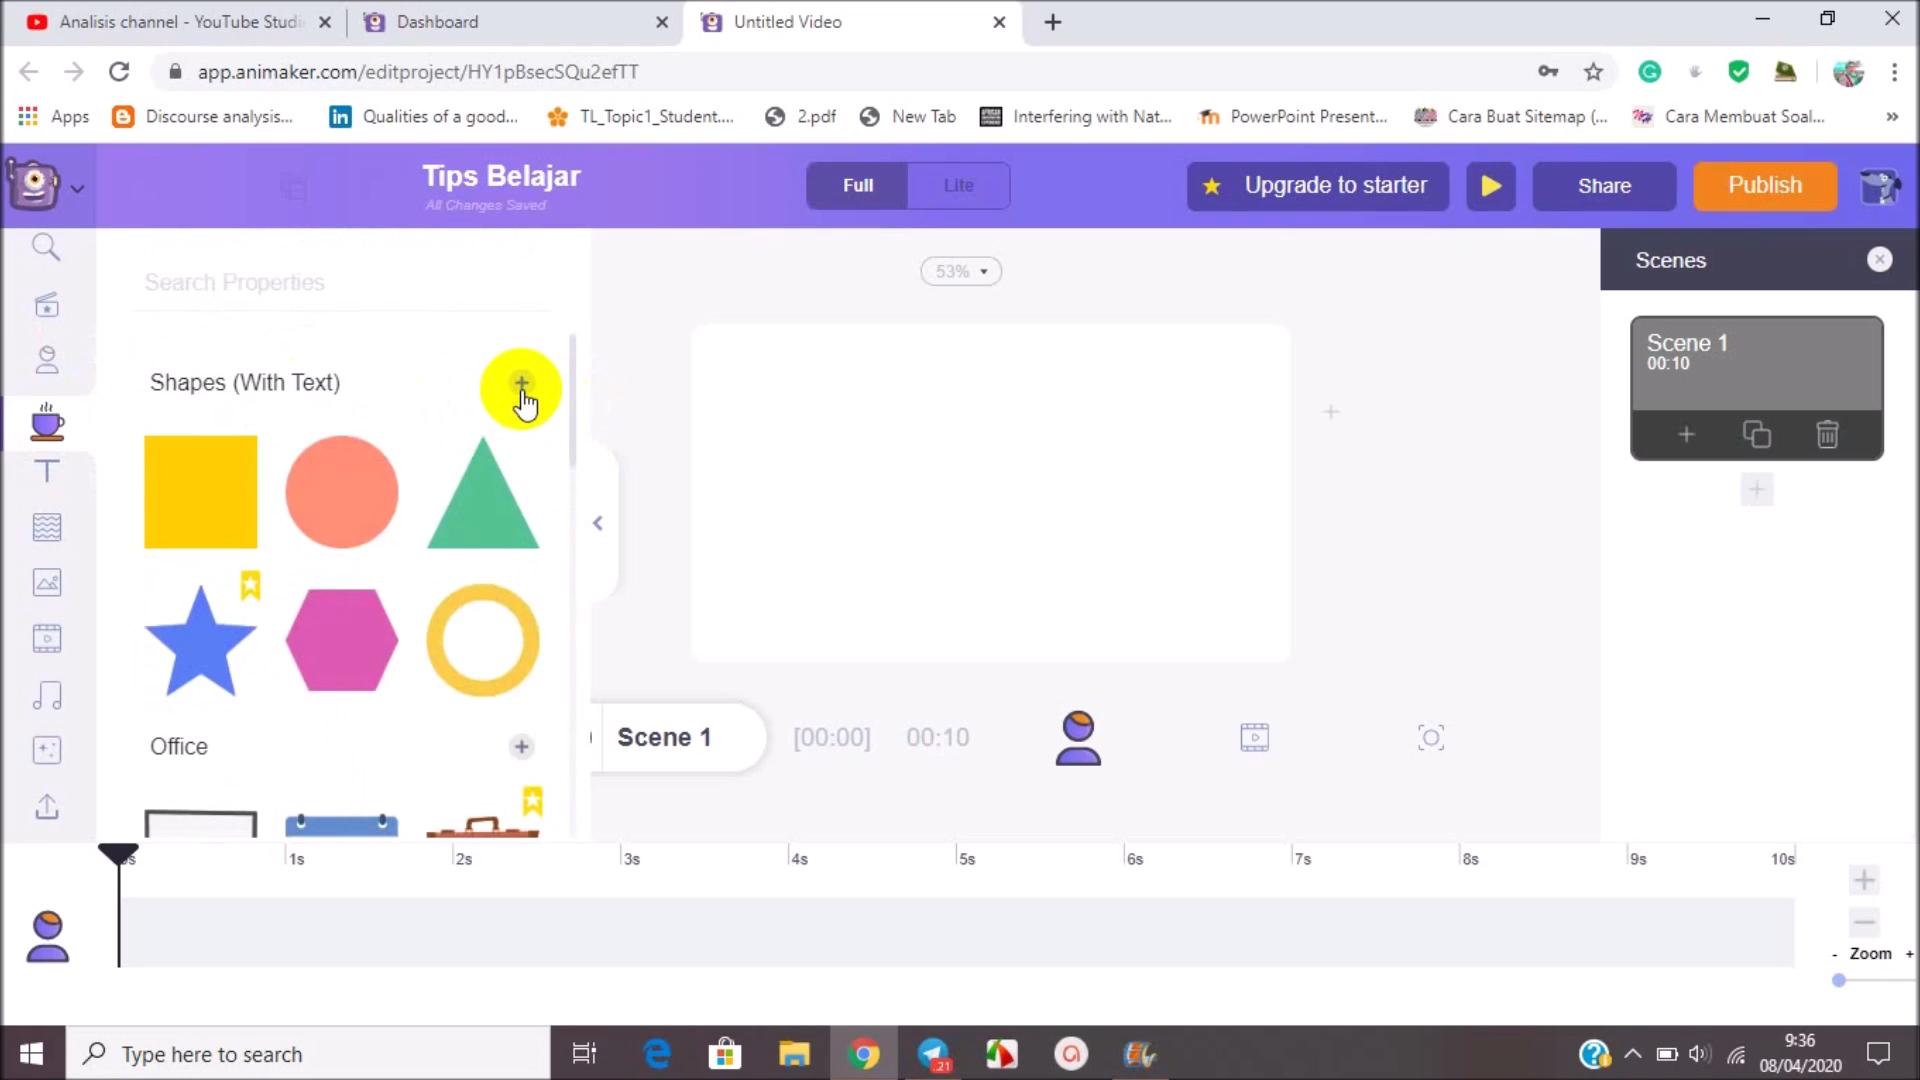 Analisis channel - YouTube Studi
Dashboard
Untitled Video
app.animaker.com/editproject/HY1pBsecSQu2efTT
Apps
Discourse analysis...
Qualities of a good...
TL_Topic1_Student....
2.pdf
New Tab
Interfering with Nat...
PowerPoint Present...
Cara Buat Sitemap (...
Cara Membuat Soal...
»
Tips Belajar
All Changes Saved
Full
Lite
Upgrade to starter
Share
Publish
Search Properties
53%
Scenes
Shapes (With Text)
Scene 1
00:10
Office
Scene 1
[00:00]
00:10
1s
2s
3s
4s
5s
6s
7s
8s
9s
10s
- Zoom +
Type here to search
21
9:36
08/04/2020